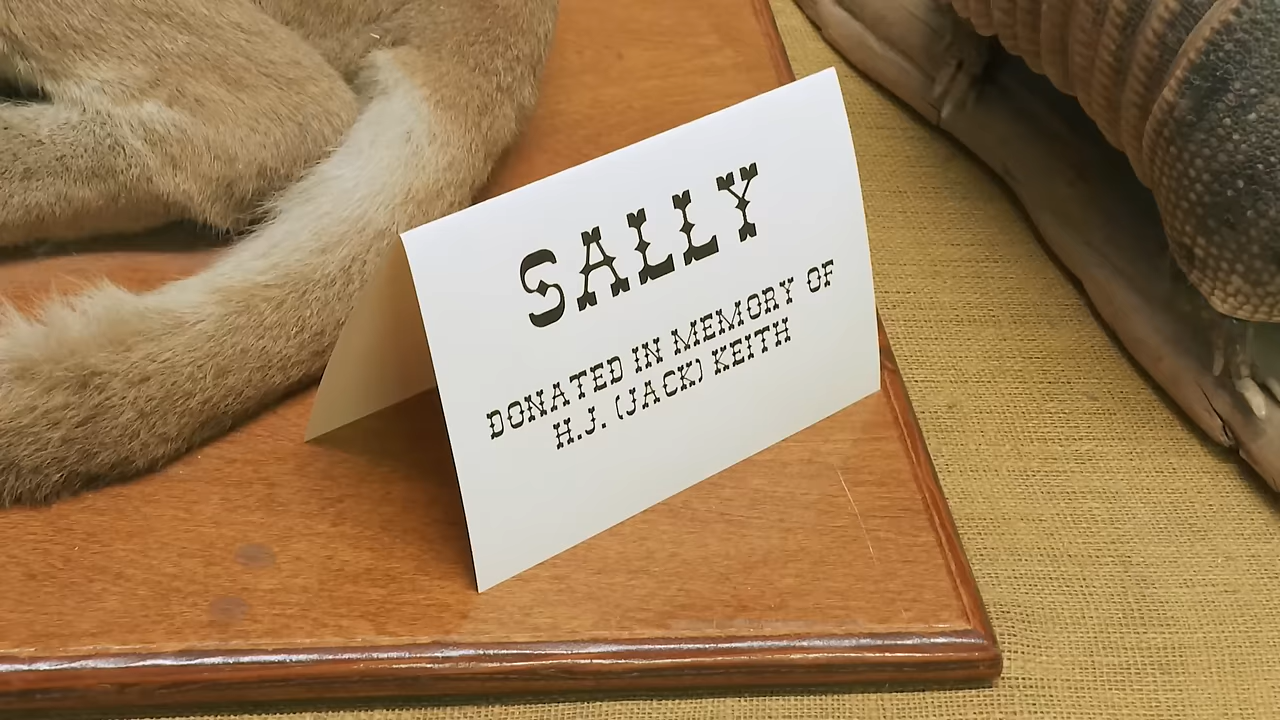 SALLY
DONATED IN MEMORY OF
H.J. (JACK) KEITH